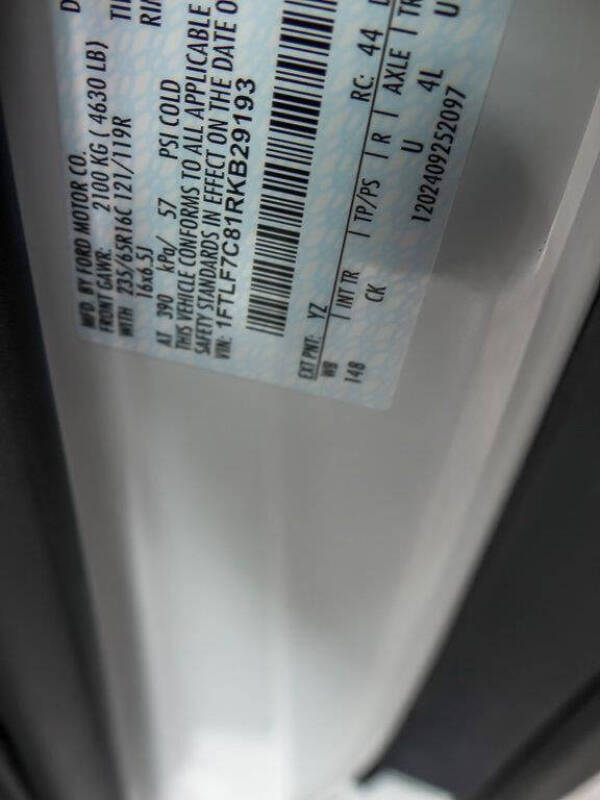 MFD BY FORD MOTOR CO.
FRONT GAWR: 2100 KG ( 4630 LB)
WITH 235/65R16C 121/119R
16x6.5J
AT 390 kPa/ 57 PSI COLD
THIS VEHICLE CONFORMS TO ALL APPLICABLE
SAFETY STANDARDS IN EFFECT ON THE DATE O
VIN: 1FTLF7C81RKB29193
EXT PNT: YZ RC: 44
WB | INT TR | TP/PS | R | AXLE | TR
148 CK U 4L U
1202409252097